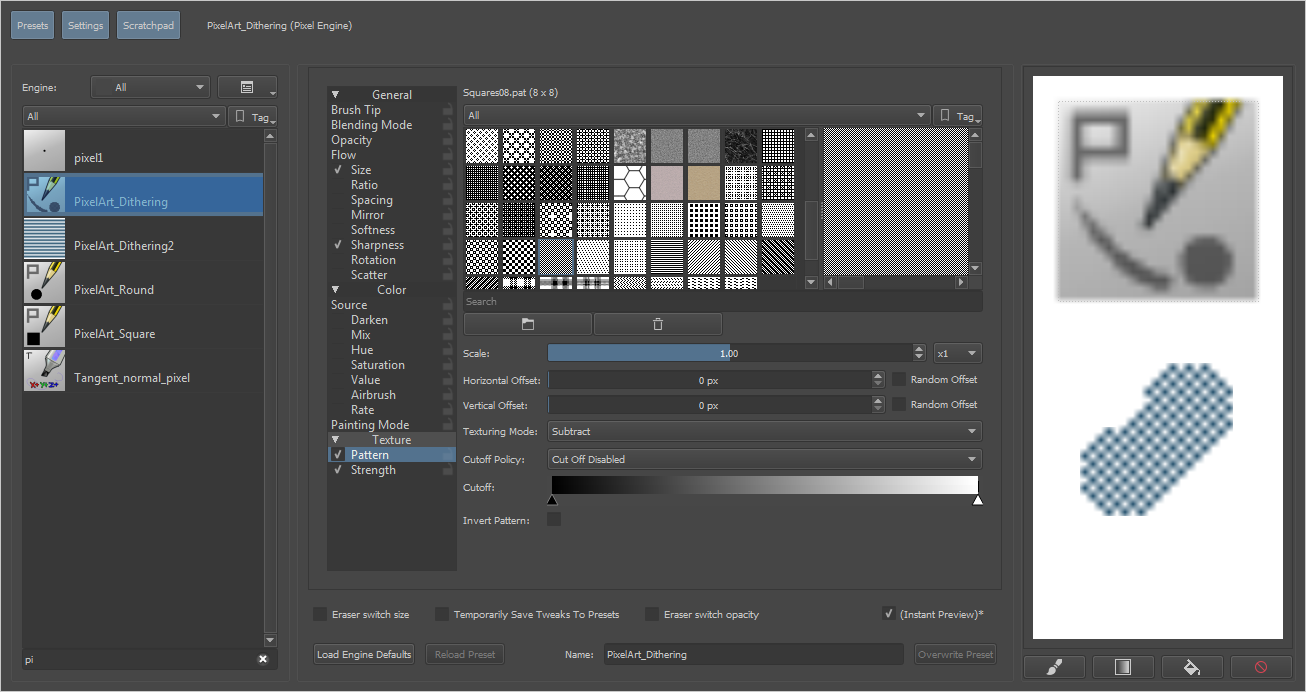 Presets Settings Scratchpad PixelArt_Dithering (Pixel Engine)
Engine: All
All Tag
pixel1
PixelArt_Dithering
PixelArt_Dithering2
PixelArt_Round
PixelArt_Square
Tangent_normal_pixel
pi
General
Brush Tip
Blending Mode
Opacity
Flow
Size
Ratio
Spacing
Mirror
Softness
Sharpness
Rotation
Scatter
Color
Source
Darken
Mix
Hue
Saturation
Value
Airbrush
Rate
Painting Mode
Texture
Pattern
Strength
Squares08.pat (8 x 8)
All Tag
Search
Scale: 1.00 x1
Horizontal Offset: 0 px Random Offset
Vertical Offset: 0 px Random Offset
Texturing Mode: Subtract
Cutoff Policy: Cut Off Disabled
Cutoff:
Invert Pattern:
Eraser switch size Temporarily Save Tweaks To Presets Eraser switch opacity (Instant Preview)*
Load Engine Defaults Reload Preset Name: PixelArt_Dithering Overwrite Preset
P